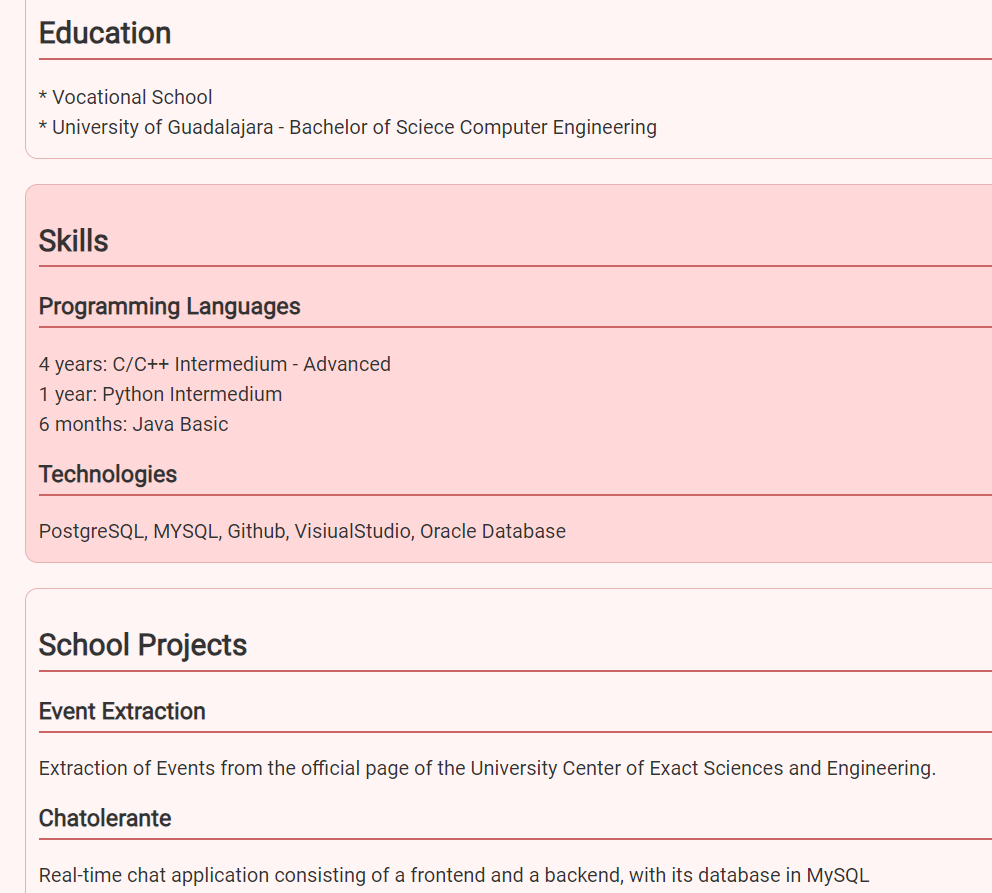 Education
* Vocational School
* University of Guadalajara - Bachelor of Sciece Computer Engineering
Skills
Programming Languages
4 years: C/C++ Intermedium - Advanced
1 year: Python Intermedium
6 months: Java Basic
Technologies
PostgreSQL, MYSQL, Github, VisiualStudio, Oracle Database
School Projects
Event Extraction
Extraction of Events from the official page of the University Center of Exact Sciences and Engineering.
Chatolerante
Real-time chat application consisting of a frontend and a backend, with its database in MySQL